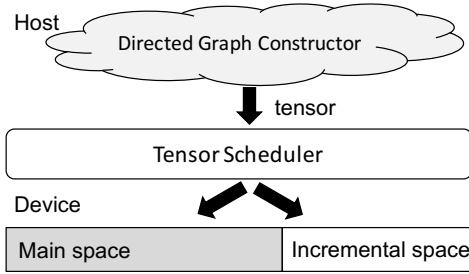 Host
Directed Graph Constructor
tensor
Tensor Scheduler
Device
Main space
Incremental space